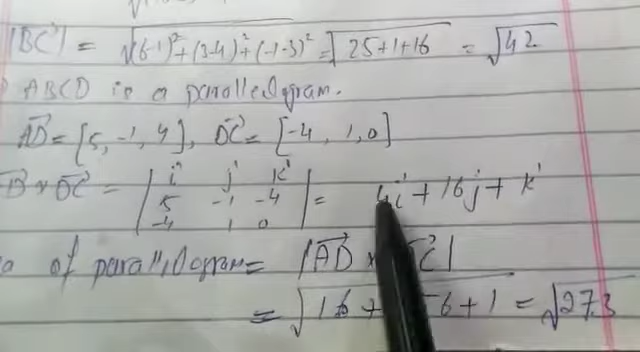 |BC| = √(6-1)²+(3-4)²+(-1-3)² = √25+1+16 = √42
ABCD is a parallelogram.
AD = [5, -1, 4], DC = [-4, 1, 0]
D × DC = | i j k | = 4i + 16j + k
5 -1 -4
-4 1 0
a of parallelogram = |AD × DC|
= √16 + 56 + 1 = √273